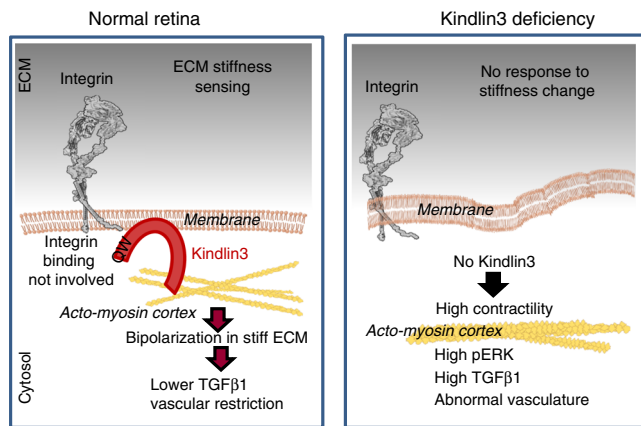 Normal retina
ECM
Integrin
ECM stiffness
sensing
Membrane
Integrin
binding
not involved
QW
Kindlin3
Acto-myosin cortex
Bipolarization in stiff ECM
Lower TGFβ1
vascular restriction
Cytosol
Kindlin3 deficiency
Integrin
No response to
stiffness change
Membrane
No Kindlin3
High contractility
Acto-myosin cortex
High pERK
High TGFβ1
Abnormal vasculature